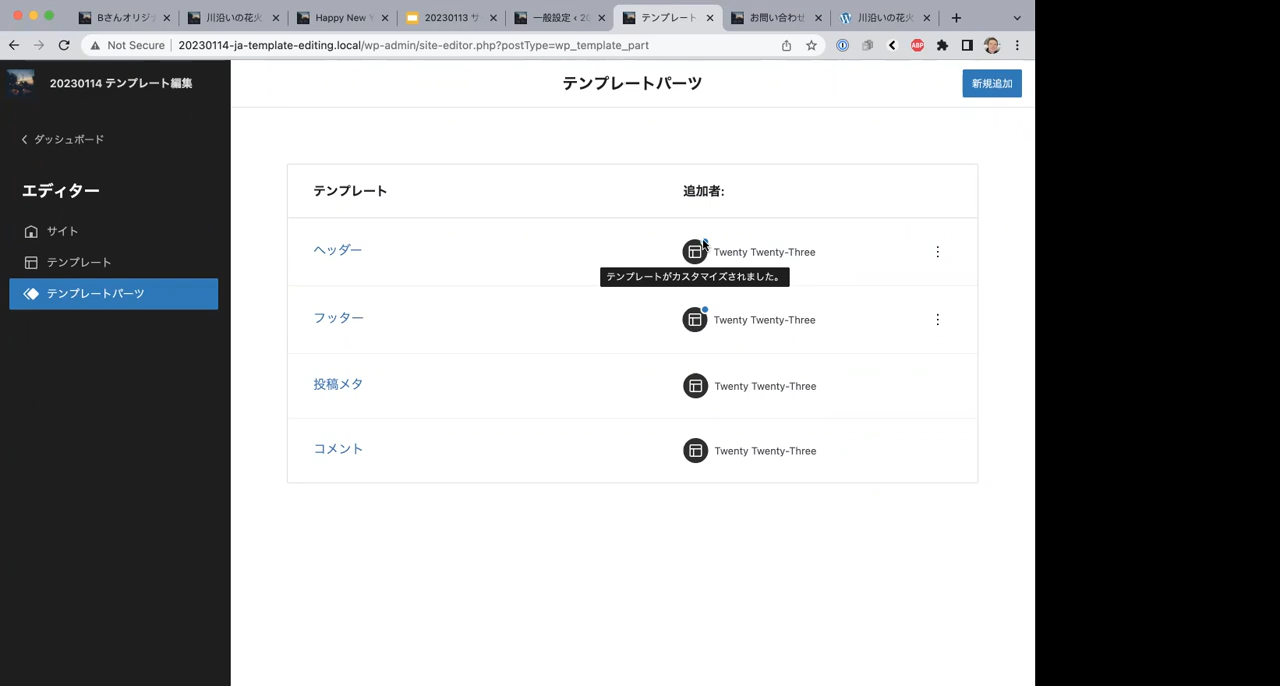 Bさんオリジ
川沿いの花火
Happy New Y
20230113 サ
一般設定 ‹ 20
テンプレート
お問い合わせ
川沿いの花火
Not Secure
20230114-ja-template-editing.local/wp-admin/site-editor.php?postType=wp_template_part
ABP
20230114 テンプレート編集
テンプレートパーツ
新規追加
ダッシュボード
エディター
サイト
テンプレート
テンプレートパーツ
テンプレート
追加者:
ヘッダー
Twenty Twenty-Three
テンプレートがカスタマイズされました。
フッター
Twenty Twenty-Three
投稿メタ
Twenty Twenty-Three
コメント
Twenty Twenty-Three